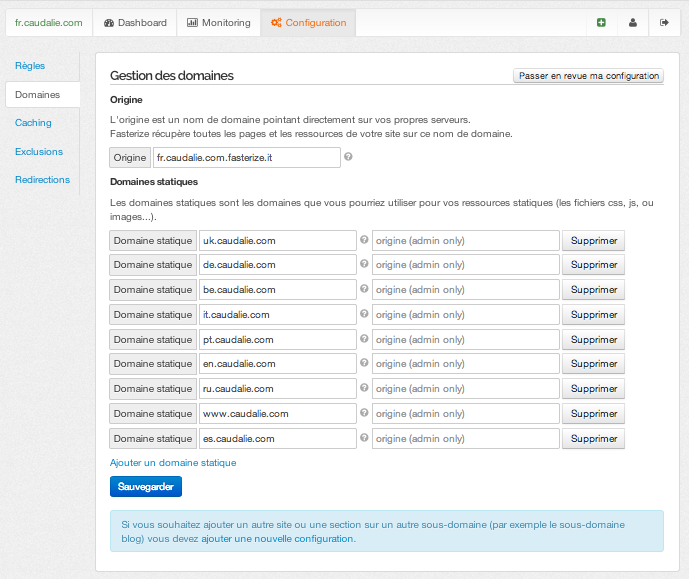 fr.caudalie.com Dashboard Monitoring Configuration
Règles
Domaines
Caching
Exclusions
Redirections
Gestion des domaines Passer en revue ma configuration
Origine
L'origine est un nom de domaine pointant directement sur vos propres serveurs.
Fasterize récupère toutes les pages et les ressources de votre site sur ce nom de domaine.
Origine fr.caudalie.com.fasterize.it ?
Domaines statiques
Les domaines statiques sont les domaines que vous pourriez utiliser pour vos ressources statiques (les fichiers css, js, ou
images...).
Domaine statique uk.caudalie.com ? origine (admin only) Supprimer
Domaine statique de.caudalie.com ? origine (admin only) Supprimer
Domaine statique be.caudalie.com ? origine (admin only) Supprimer
Domaine statique it.caudalie.com ? origine (admin only) Supprimer
Domaine statique pt.caudalie.com ? origine (admin only) Supprimer
Domaine statique en.caudalie.com ? origine (admin only) Supprimer
Domaine statique ru.caudalie.com ? origine (admin only) Supprimer
Domaine statique www.caudalie.com ? origine (admin only) Supprimer
Domaine statique es.caudalie.com ? origine (admin only) Supprimer
Ajouter un domaine statique
Sauvegarder
Si vous souhaitez ajouter un autre site ou une section sur un autre sous-domaine (par exemple le sous-domaine
blog) vous devez ajouter une nouvelle configuration.